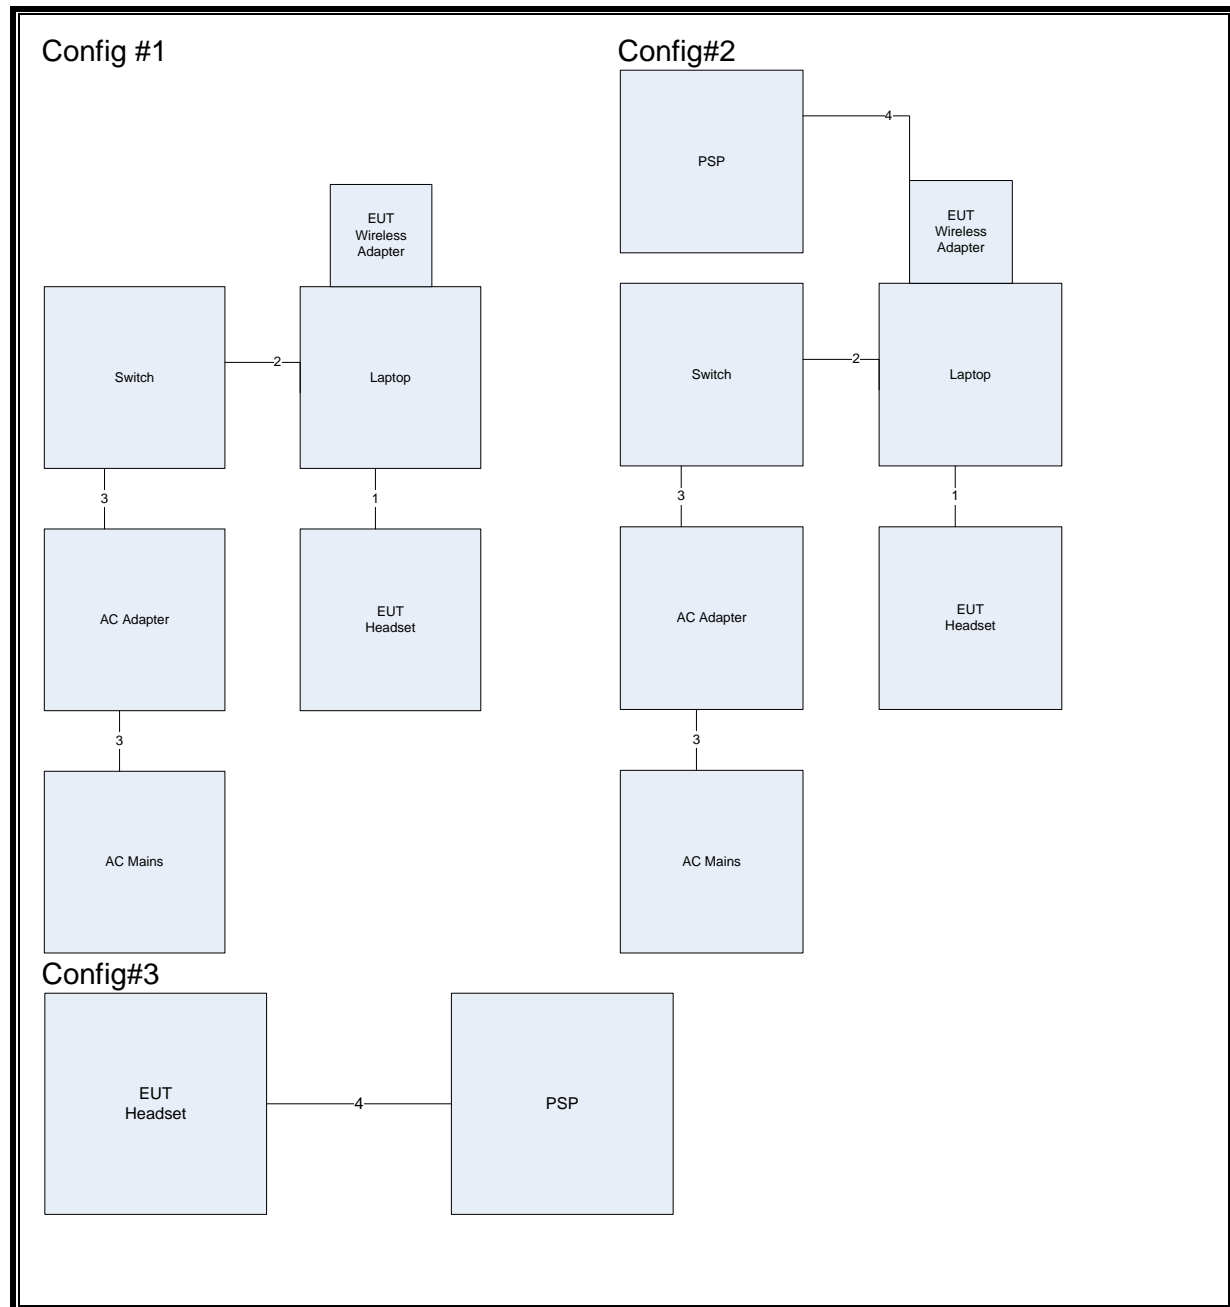 Config #1
EUT
Wireless
Adapter
Switch
2
Laptop
3
1
AC Adapter
EUT
Headset
3
AC Mains
Config#2
PSP
4
EUT
Wireless
Adapter
Switch
2
Laptop
3
1
AC Adapter
EUT
Headset
3
AC Mains
Config#3
EUT
Headset
4
PSP